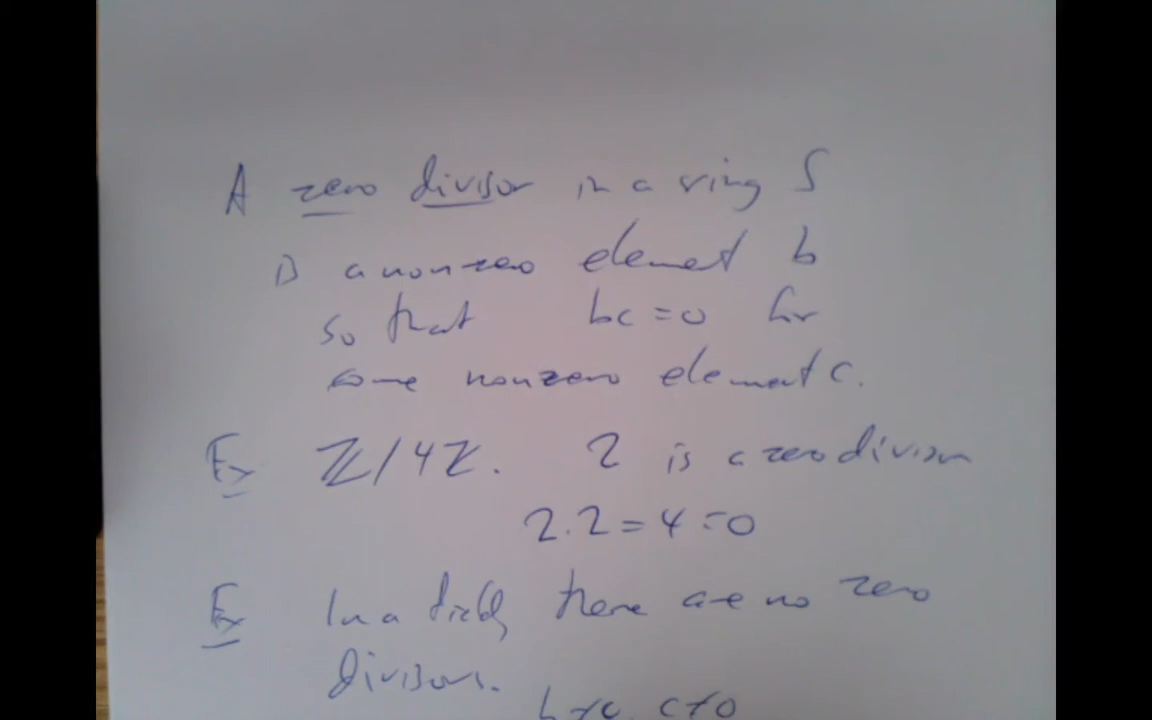 A zero divisor in a ring S
is a nonzero element b
so that bc = 0 for
some nonzero element c.
Ex ℤ/4ℤ. 2 is a zero divisor
2.2 = 4 = 0
Ex In a field, there are no zero
divisors.
c ≠ 0